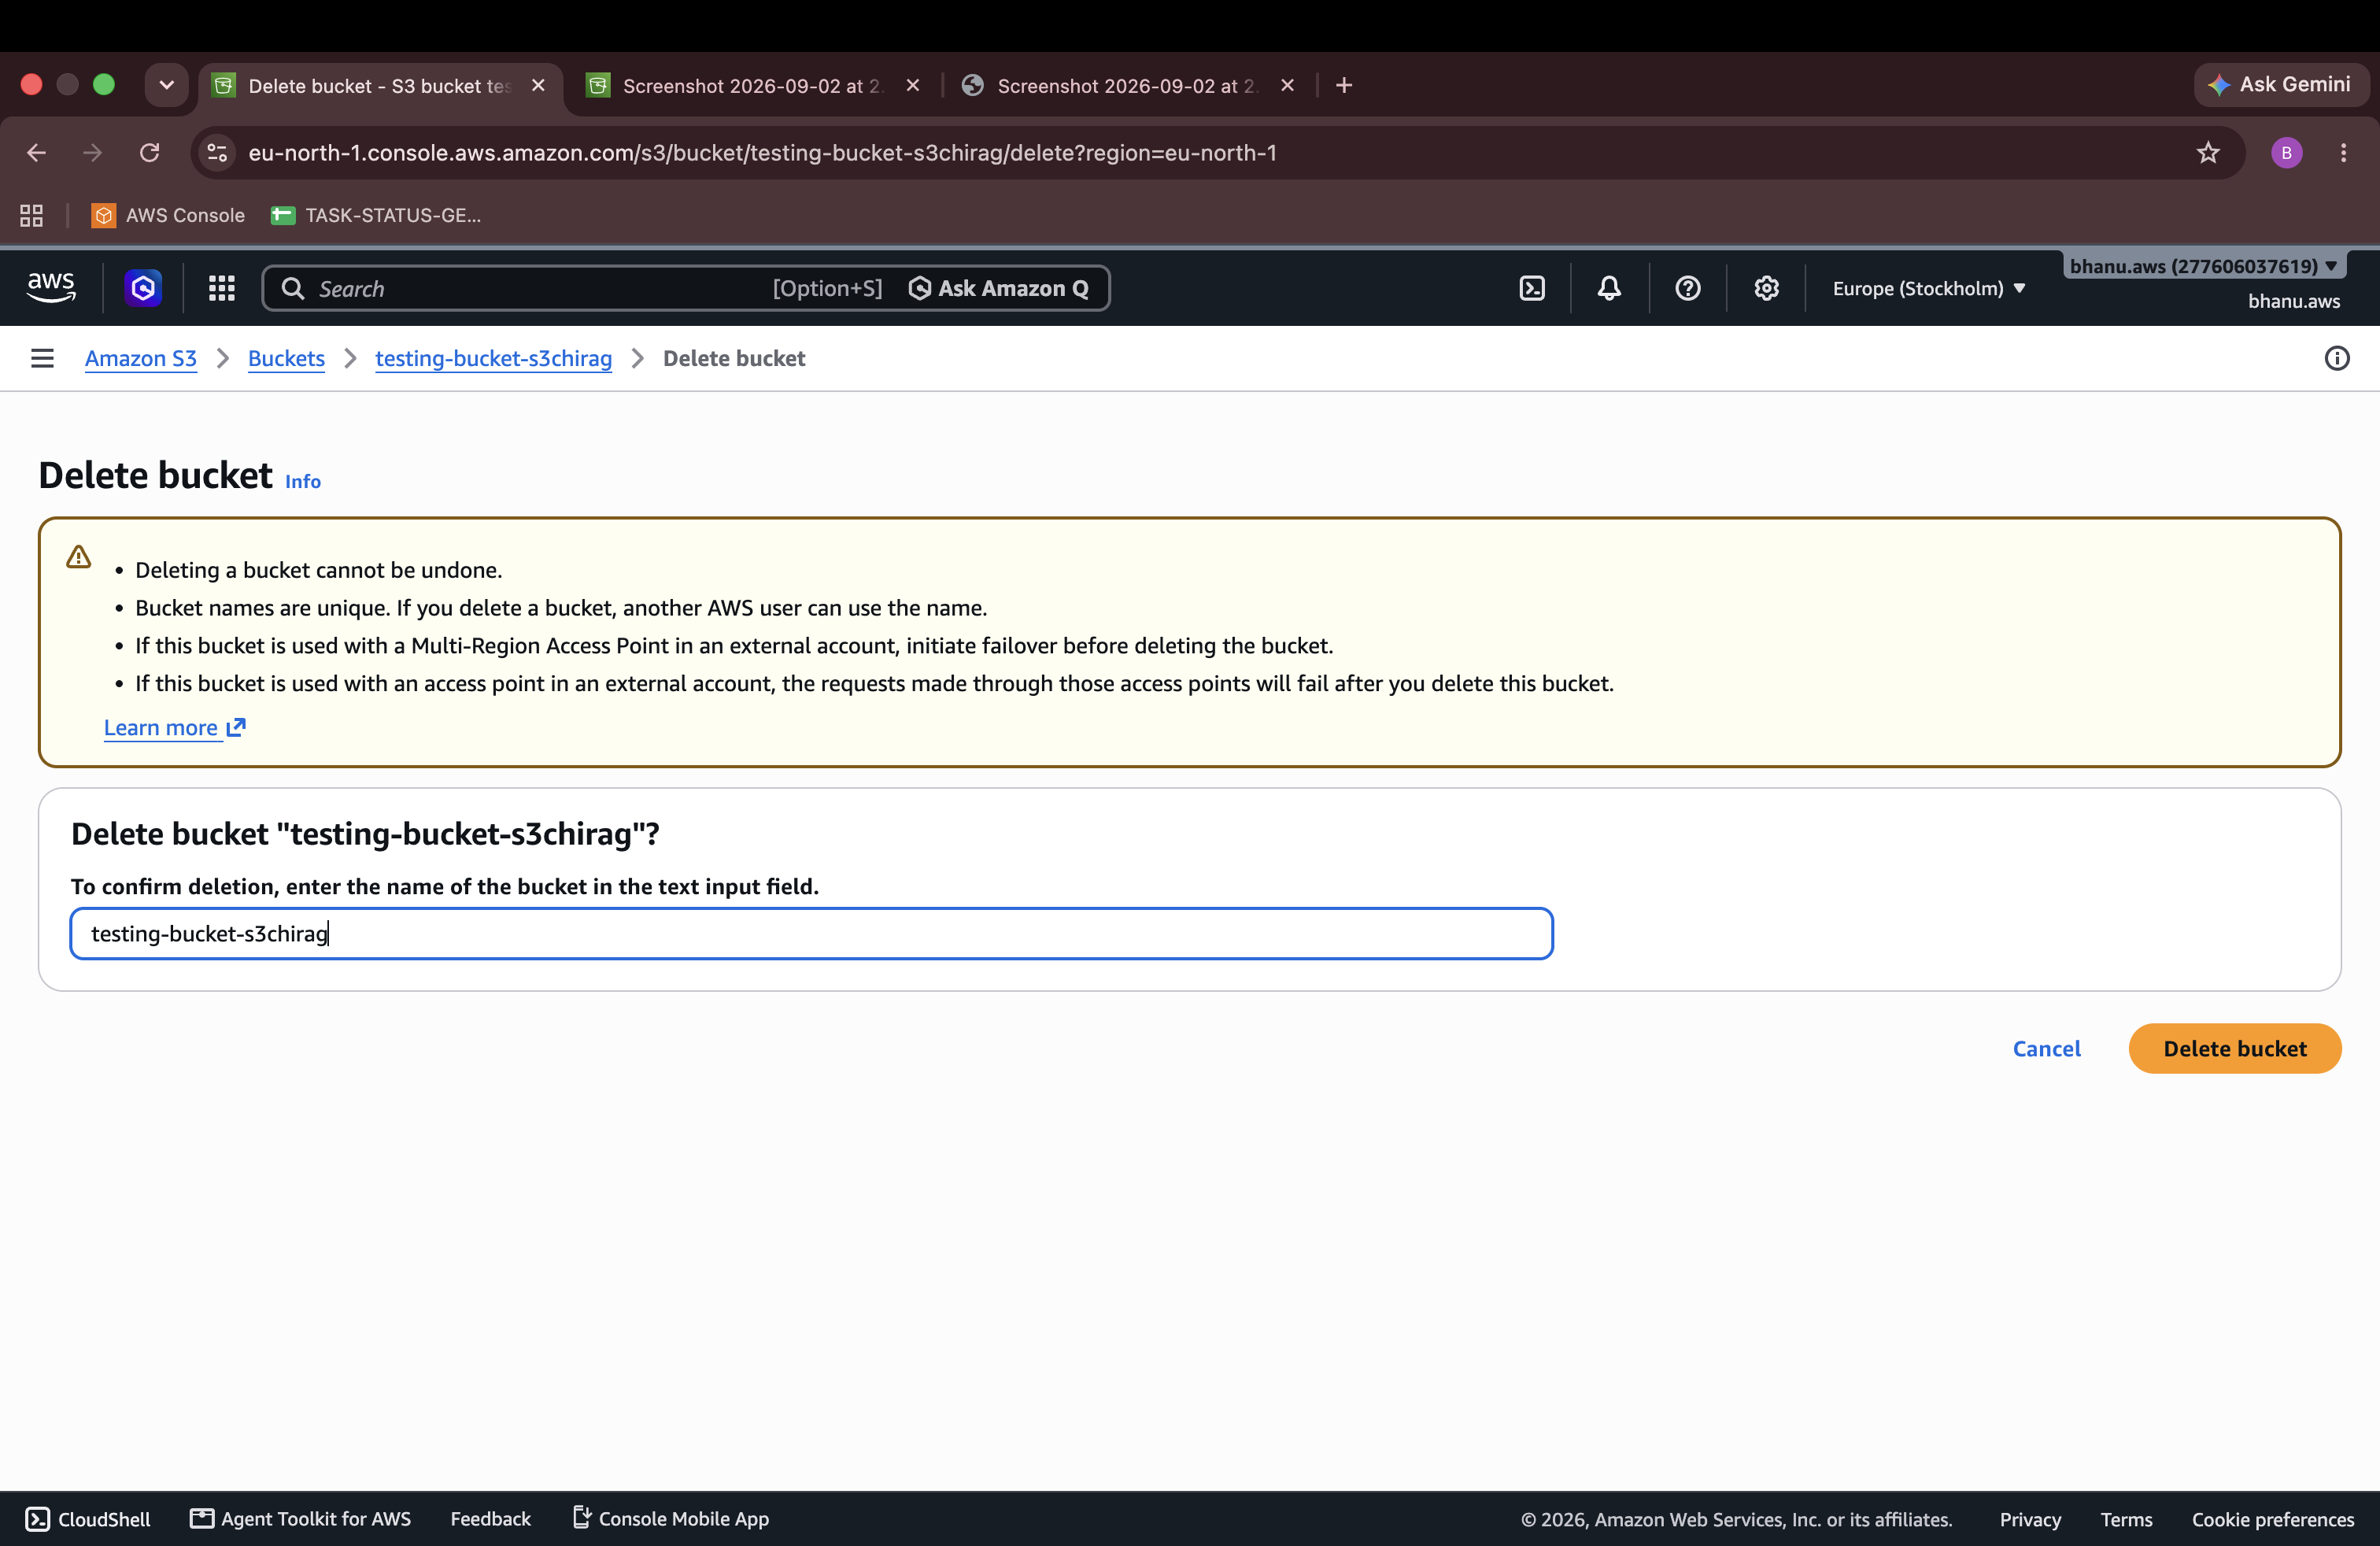 Delete bucket - S3 bucket tes
Screenshot 2026-09-02 at 2.
Screenshot 2026-09-02 at 2.
Ask Gemini
eu-north-1.console.aws.amazon.com/s3/bucket/testing-bucket-s3chirag/delete?region=eu-north-1
B
AWS Console
TASK-STATUS-GE...
aws
Search
[Option+S]
Ask Amazon Q
Europe (Stockholm)
bhanu.aws (277606037619)
bhanu.aws
Amazon S3
Buckets
testing-bucket-s3chirag
Delete bucket
Delete bucket
Info
• Deleting a bucket cannot be undone.
• Bucket names are unique. If you delete a bucket, another AWS user can use the name.
• If this bucket is used with a Multi-Region Access Point in an external account, initiate failover before deleting the bucket.
• If this bucket is used with an access point in an external account, the requests made through those access points will fail after you delete this bucket.
Learn more
Delete bucket "testing-bucket-s3chirag"?
To confirm deletion, enter the name of the bucket in the text input field.
testing-bucket-s3chirag
Cancel
Delete bucket
CloudShell
Agent Toolkit for AWS
Feedback
Console Mobile App
© 2026, Amazon Web Services, Inc. or its affiliates.
Privacy
Terms
Cookie preferences